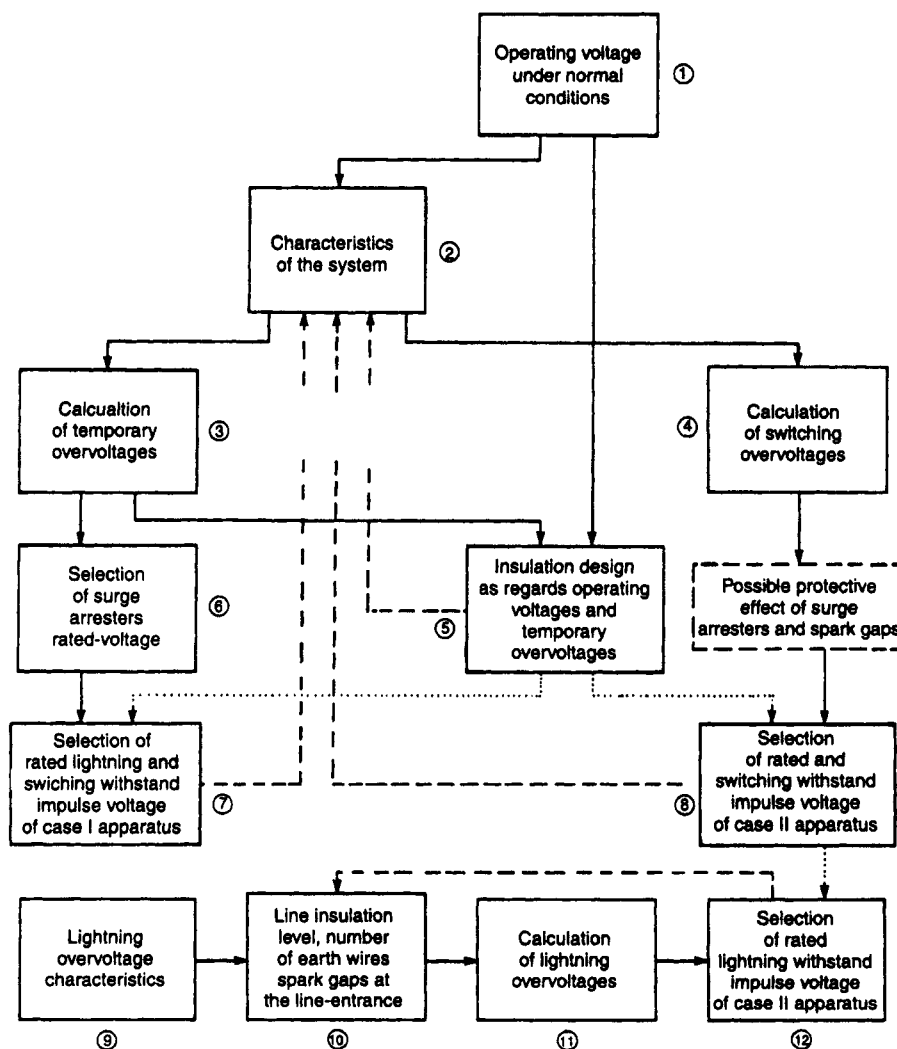 Operating voltage
under normal
conditions
①
Characteristics
of the system
②
Calcualtion
of temporary
overvoltages
③
Calculation
of switching
overvoltages
④
Selection
of surge
arresters
rated-voltage
⑥
Insulation design
as regards operating
voltages and
temporary
overvoltages
⑤
Possible protective
effect of surge
arresters and spark gaps
Selection of
rated lightning and
swiching withstand
impulse voltage
of case I apparatus
⑦
Selection
of rated and
switching withstand
impulse voltage
of case II apparatus
⑧
Lightning
overvoltage
characteristics
⑨
Line insulation
level, number
of earth wires
spark gaps at
the line-entrance
⑩
Calculation
of lightning
overvoltages
⑪
Selection
of rated
lightning withstand
impulse voltage
of case II apparatus
⑫